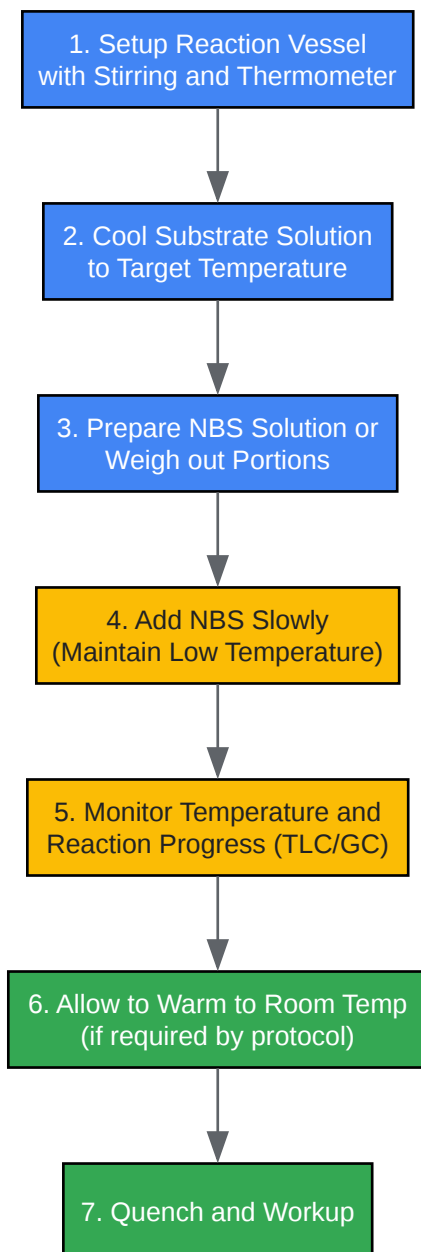 1. Setup Reaction Vessel
with Stirring and Thermometer
2. Cool Substrate Solution
to Target Temperature
3. Prepare NBS Solution or
Weigh out Portions
4. Add NBS Slowly
(Maintain Low Temperature)
5. Monitor Temperature and
Reaction Progress (TLC/GC)
6. Allow to Warm to Room Temp
(if required by protocol)
7. Quench and Workup